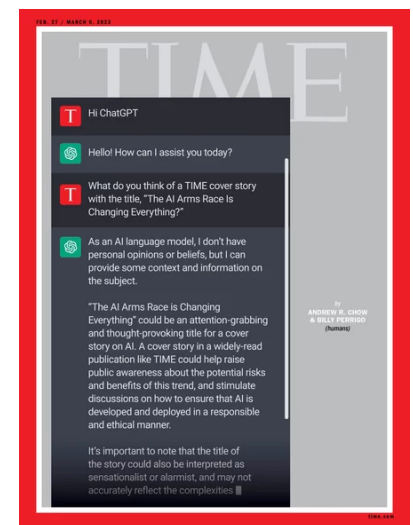 FEB. 27 / MARCH 6, 2023
TIME
T
Hi ChatGPT
Hello! How can I assist you today?
T
What do you think of a TIME cover story
with the title, “The AI Arms Race Is
Changing Everything?”
As an AI language model, I don’t have
personal opinions or beliefs, but I can
provide some context and information on
the subject.
“The AI Arms Race is Changing
Everything” could be an attention-grabbing
and thought-provoking title for a cover
story on AI. A cover story in a widely-read
publication like TIME could help raise
public awareness about the potential risks
and benefits of this trend, and stimulate
discussions on how to ensure that AI is
developed and deployed in a responsible
and ethical manner.
It’s important to note that the title of
the story could also be interpreted as
sensationalist or alarmist, and may not
accurately reflect the complexities
by
ANDREW R. CHOW
& BILLY PERRIGO
(humans)
time.com